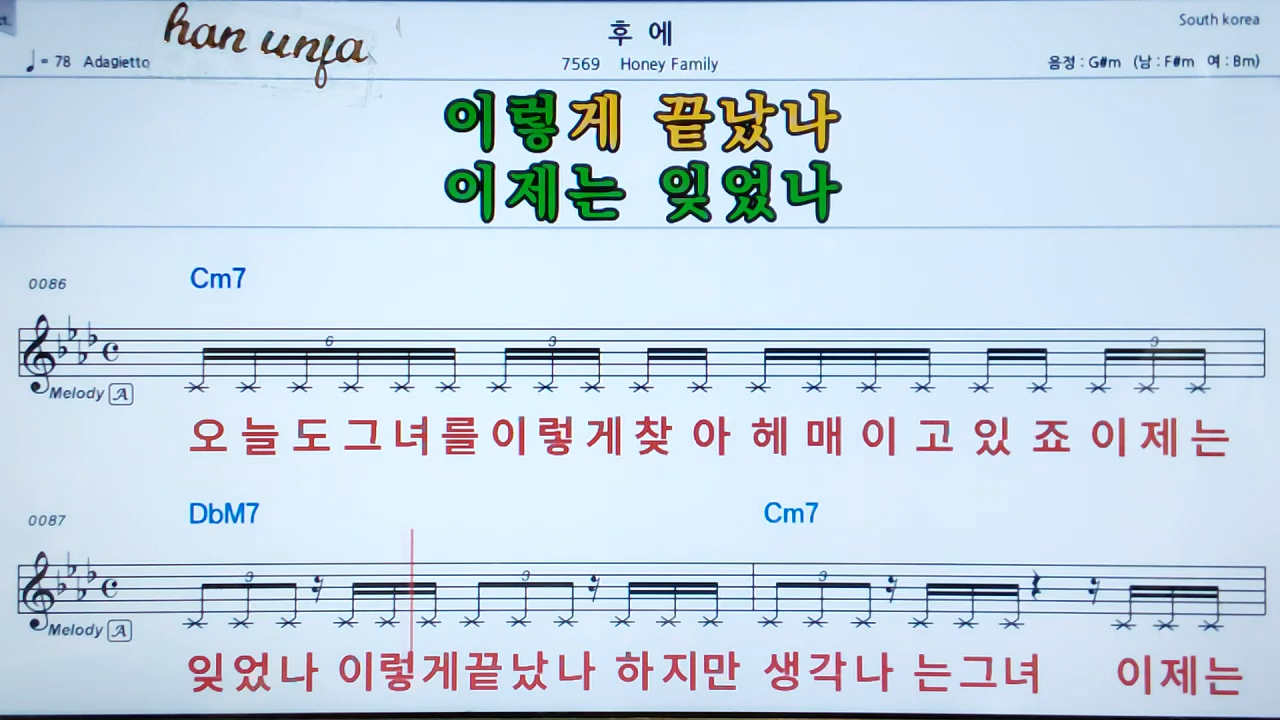 ct.
han unfa
후 에
South korea
♩= 78 Adagietto
7569 Honey Family
음정 : G#m (남 : F#m 여 : Bm)
이렇게 끝났나
이제는 잊었나
0086 Cm7
6 3 3
Melody A
오늘도그녀를이렇게찾 아 헤 매 이 고 있 죠 이제는
0087 DbM7 Cm7
3 3 3
Melody A
잊었나 이렇게끝났나 하지만 생각나 는그녀 이제는